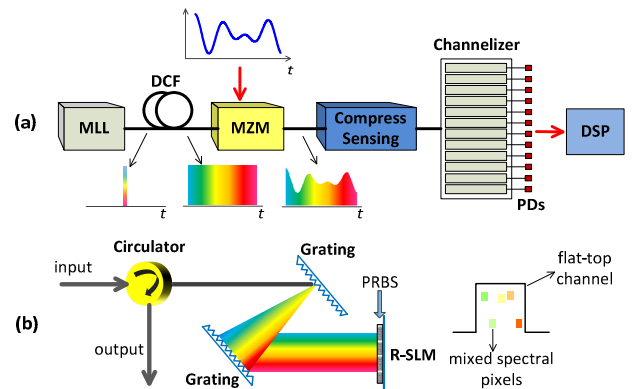 t
Channelizer
DCF
(a)
MLL
MZM
Compress
Sensing
DSP
t
t
t
PDs
Circulator
Grating
input
PRBS
flat-top
channel
(b)
R-SLM
output
Grating
mixed spectral
pixels